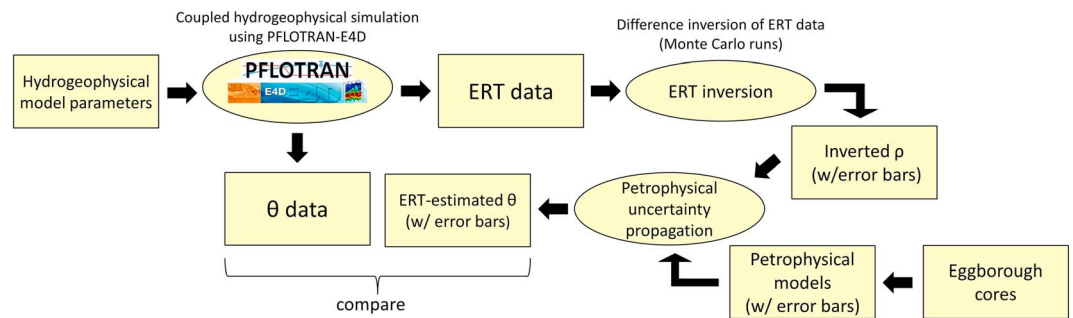 Coupled hydrogeophysical simulation
using PFLOTRAN-E4D
Difference inversion of ERT data
(Monte Carlo runs)
Hydrogeophysical
model parameters
PFLOTRAN
E4D
ERT data
ERT inversion
Inverted ρ
(w/error bars)
θ data
ERT-estimated θ
(w/ error bars)
Petrophysical
uncertainty
propagation
Petrophysical
models
(w/ error bars)
Eggborough
cores
compare